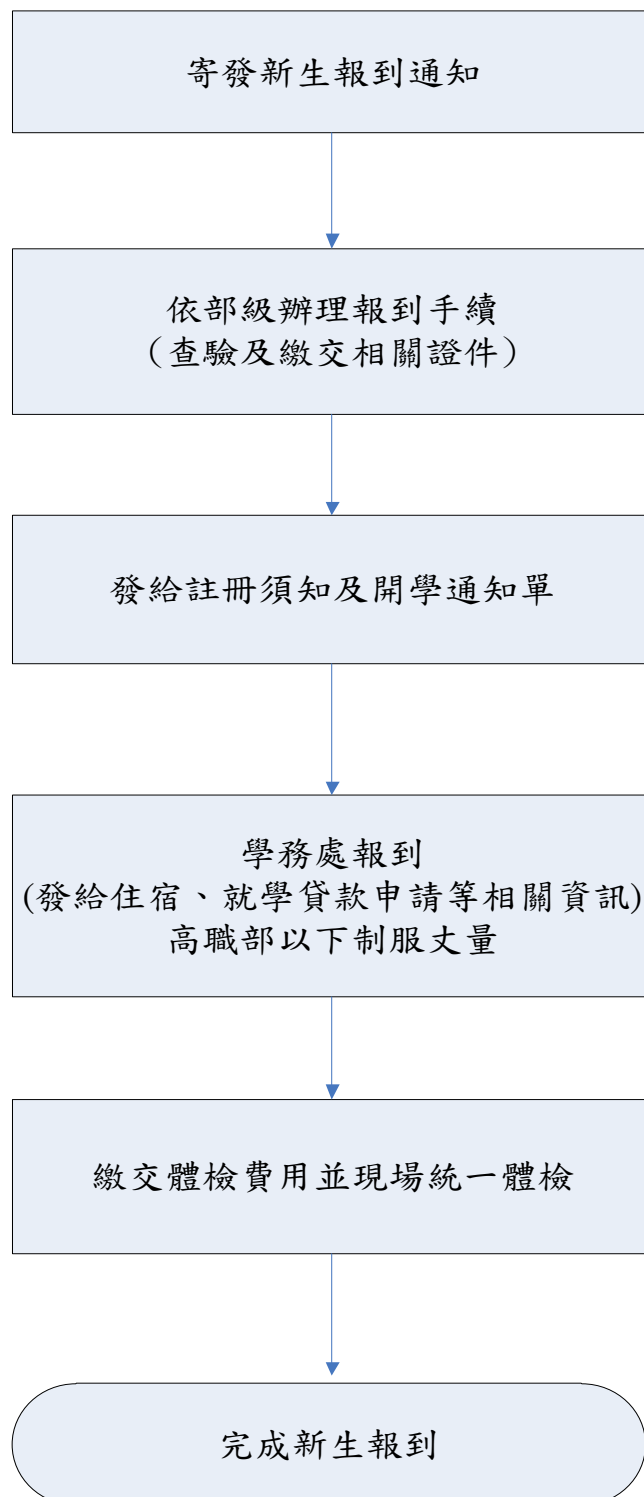 寄發新生報到通知
依部級辦理報到手續
（查驗及繳交相關證件）
發給註冊須知及開學通知單
學務處報到
(發給住宿、就學貸款申請等相關資訊)
高職部以下制服丈量
繳交體檢費用並現場統一體檢
完成新生報到